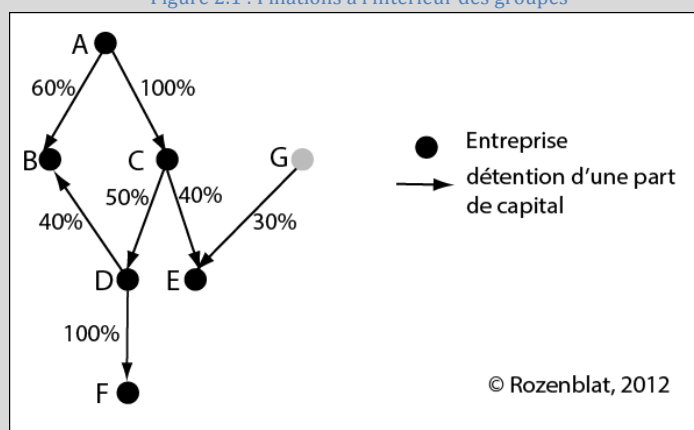 Figure 2.1 : Filiations à l'intérieur des groupes
A
60%
100%
B
C
G
Entreprise
détention d'une part
de capital
50%
40%
40%
30%
D
E
100%
F
© Rozenblat, 2012